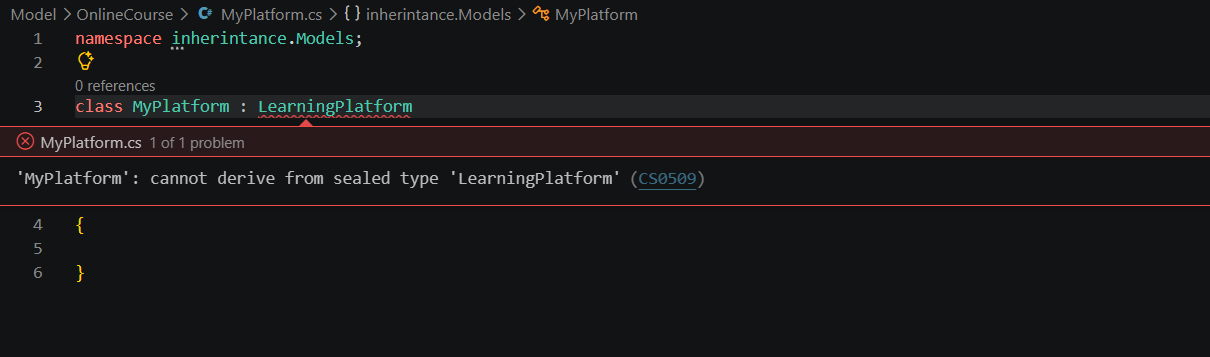 Model > OnlineCourse > C# MyPlatform.cs > {} inherintance.Models > MyPlatform
1 namespace inherintance.Models;
2
0 references
3 class MyPlatform : LearningPlatform
MyPlatform.cs 1 of 1 problem
'MyPlatform': cannot derive from sealed type 'LearningPlatform' (CS0509)
4 {
5
6 }